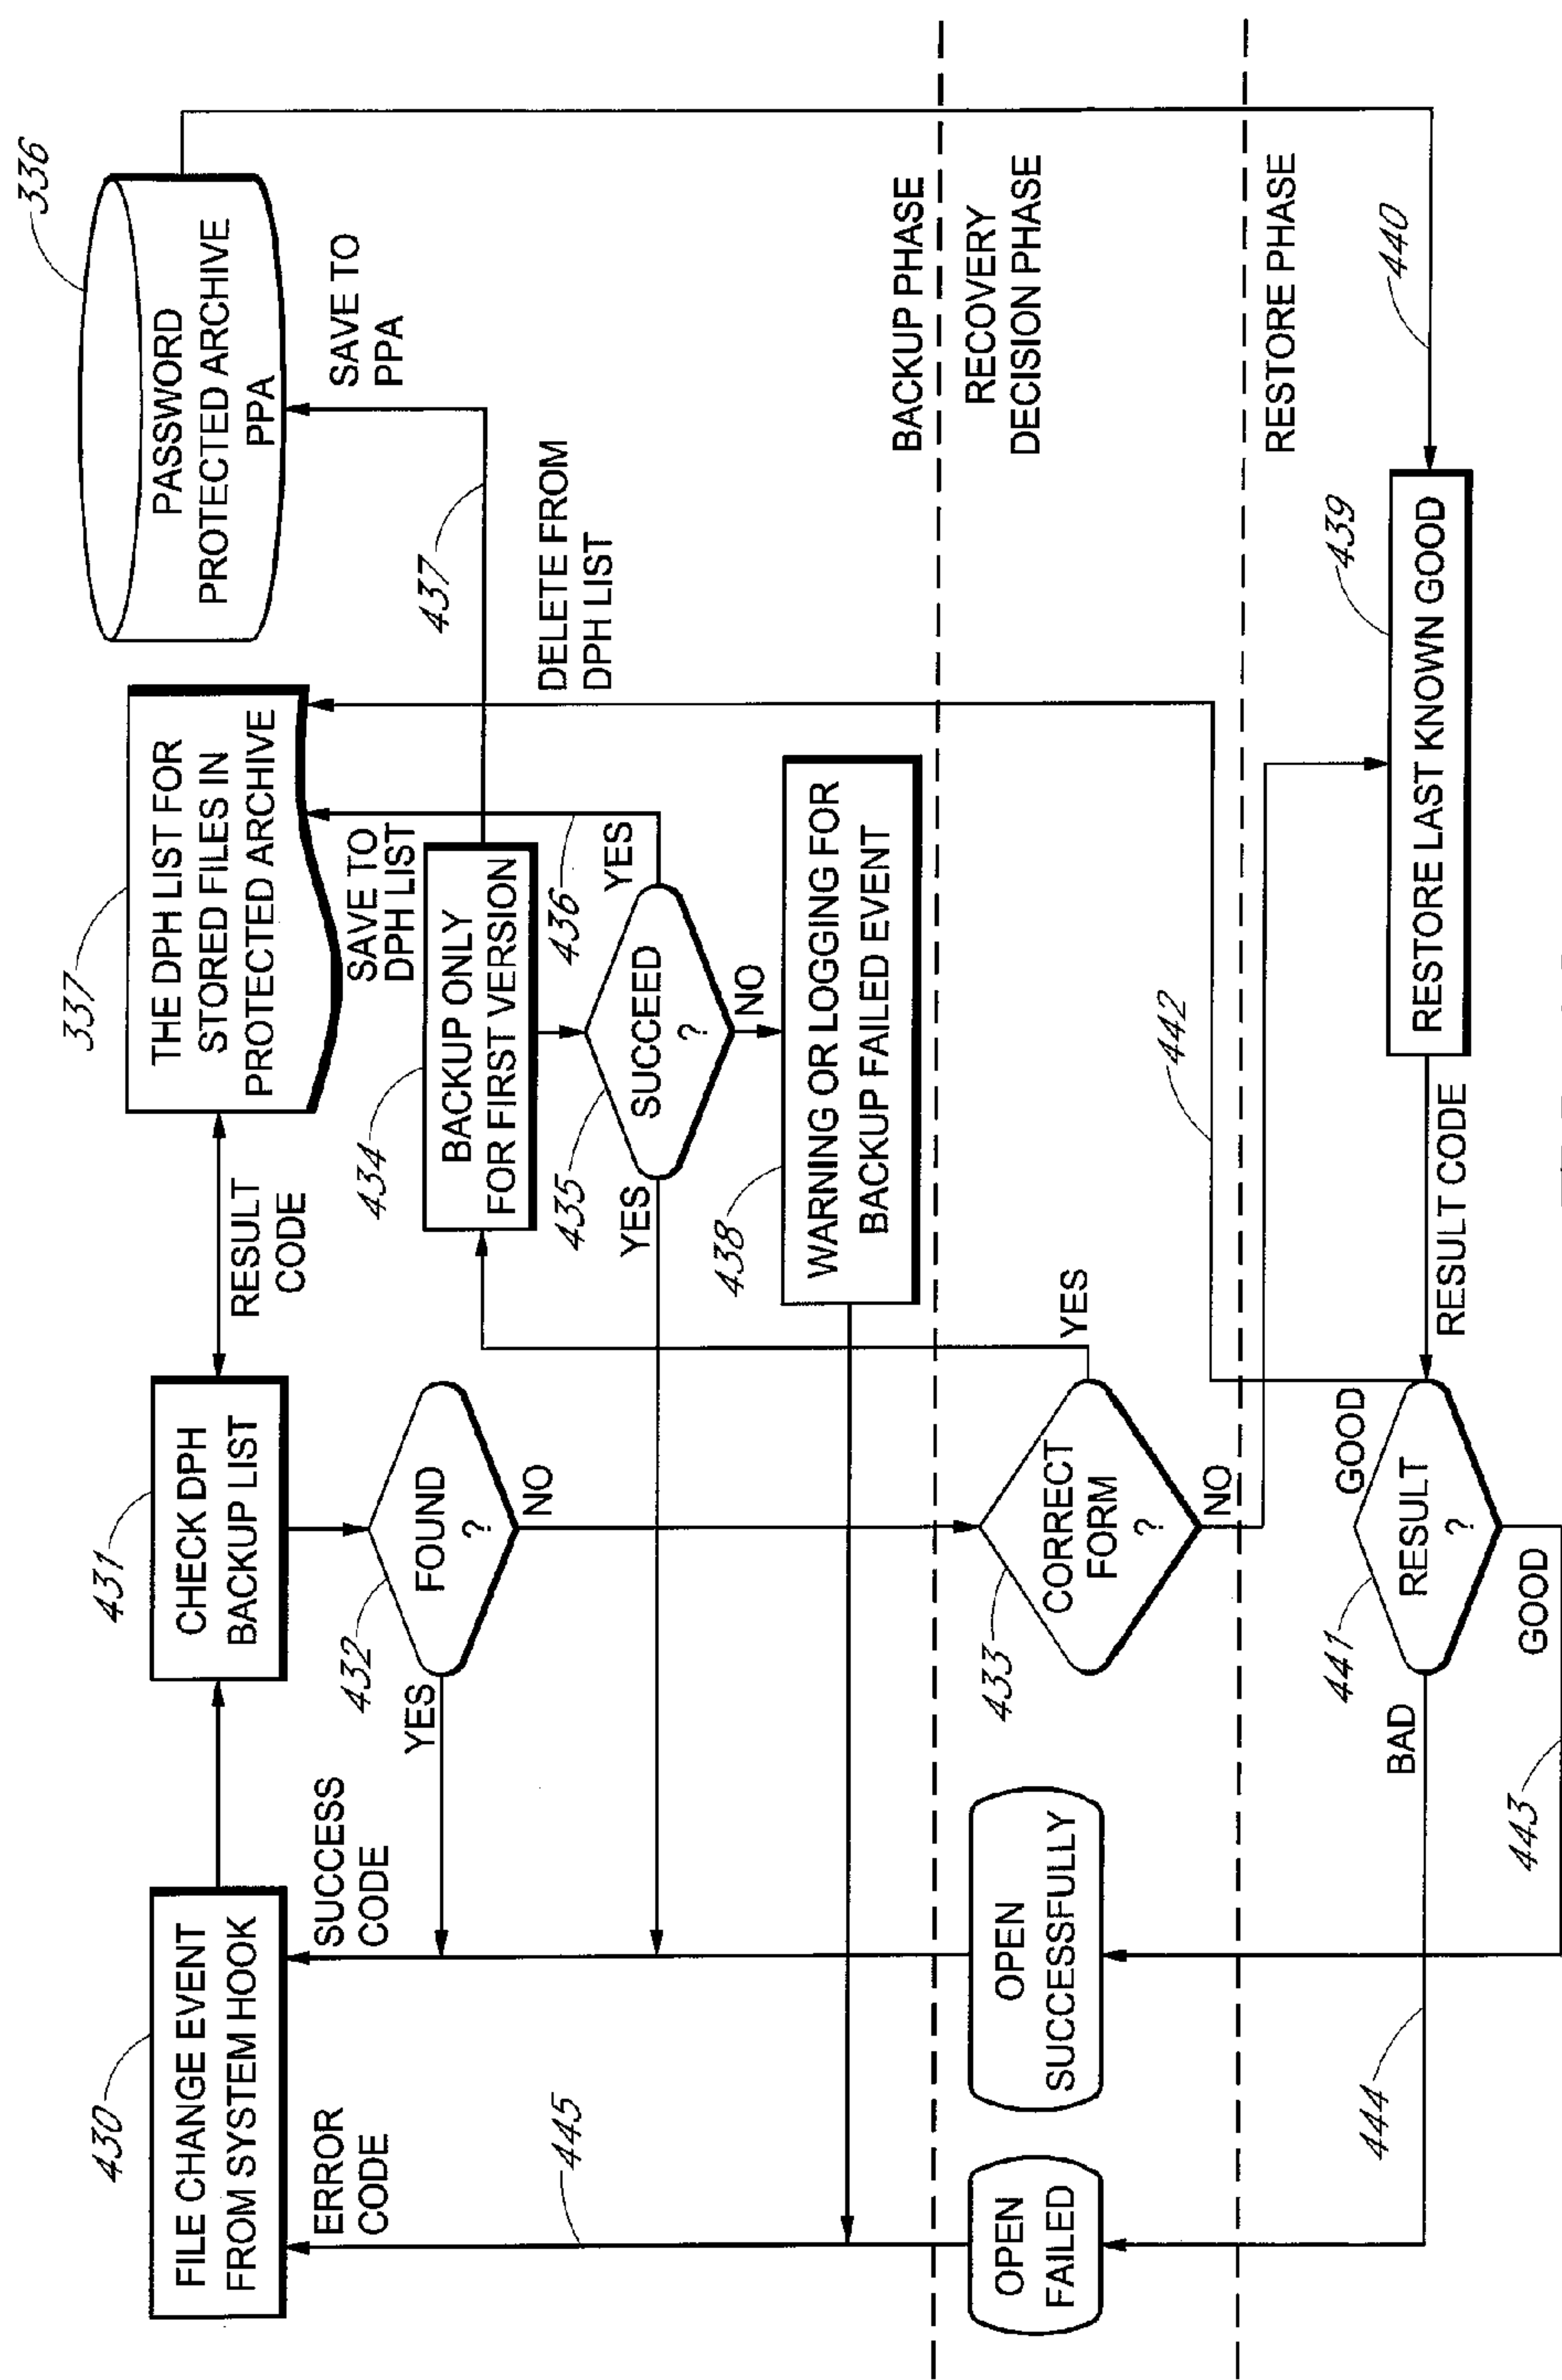 430
FILE CHANGE EVENT
FROM SYSTEM HOOK
431
CHECK DPH
BACKUP LIST
RESULT
CODE
337
THE DPH LIST FOR
STORED FILES IN
PROTECTED ARCHIVE
336
PASSWORD
PROTECTED ARCHIVE
PPA
ERROR
CODE
SUCCESS
CODE
432
FOUND
?
YES
NO
SAVE TO
DPH LIST
SAVE TO
PPA
434
BACKUP ONLY
FOR FIRST VERSION
437
436
DELETE FROM
DPH LIST
445
435
SUCCEED
?
YES
YES
NO
438
WARNING OR LOGGING FOR
BACKUP FAILED EVENT
BACKUP PHASE
RECOVERY
DECISION PHASE
OPEN
FAILED
OPEN
SUCCESSFULLY
433
CORRECT
FORM
?
YES
NO
442
RESTORE PHASE
444
BAD
441
RESULT
?
GOOD
GOOD
443
RESULT CODE
439
RESTORE LAST KNOWN GOOD
440